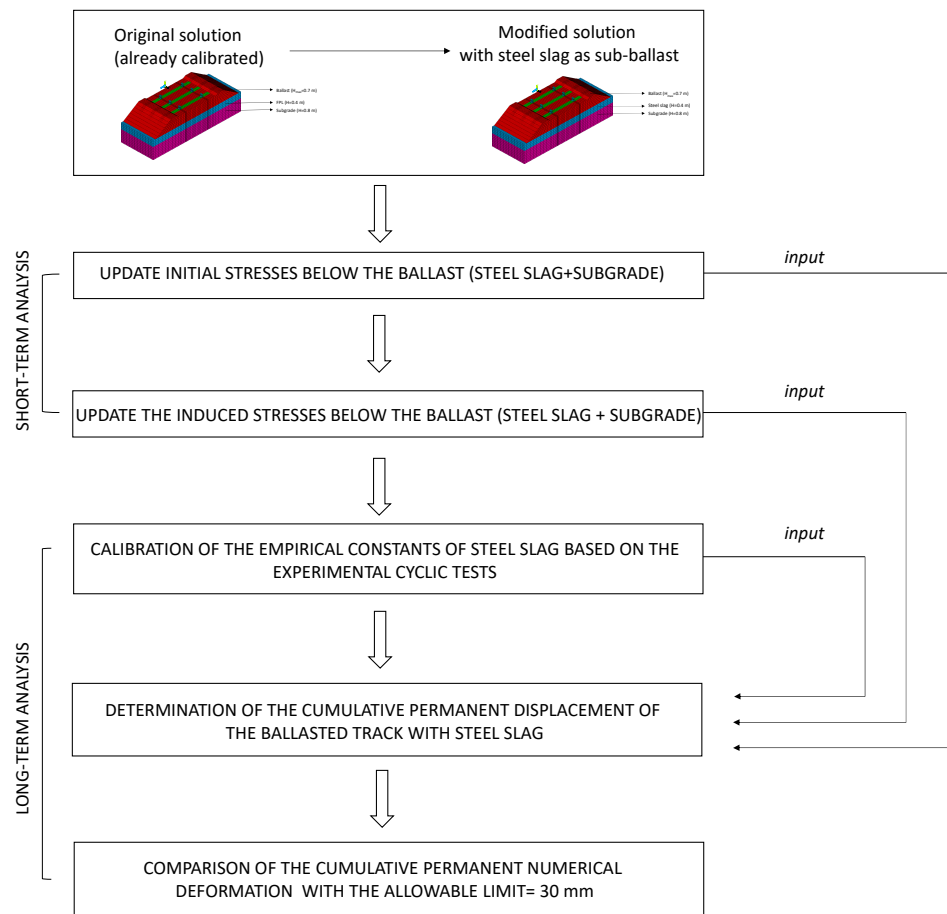 Original solution
(already calibrated)
Modified solution
with steel slag as sub-ballast
Ballast (Hmax=0.7 m)
FPL (H=0.6 m)
Subgrade (H=0.8 m)
Ballast (Hmax=0.7 m)
Steel slag (H=0.6 m)
Subgrade (H=0.8 m)
SHORT-TERM ANALYSIS
UPDATE INITIAL STRESSES BELOW THE BALLAST (STEEL SLAG+SUBGRADE)
input
UPDATE THE INDUCED STRESSES BELOW THE BALLAST (STEEL SLAG + SUBGRADE)
input
LONG-TERM ANALYSIS
CALIBRATION OF THE EMPIRICAL CONSTANTS OF STEEL SLAG BASED ON THE
EXPERIMENTAL CYCLIC TESTS
input
DETERMINATION OF THE CUMULATIVE PERMANENT DISPLACEMENT OF
THE BALLASTED TRACK WITH STEEL SLAG
COMPARISON OF THE CUMULATIVE PERMANENT NUMERICAL
DEFORMATION WITH THE ALLOWABLE LIMIT= 30 mm